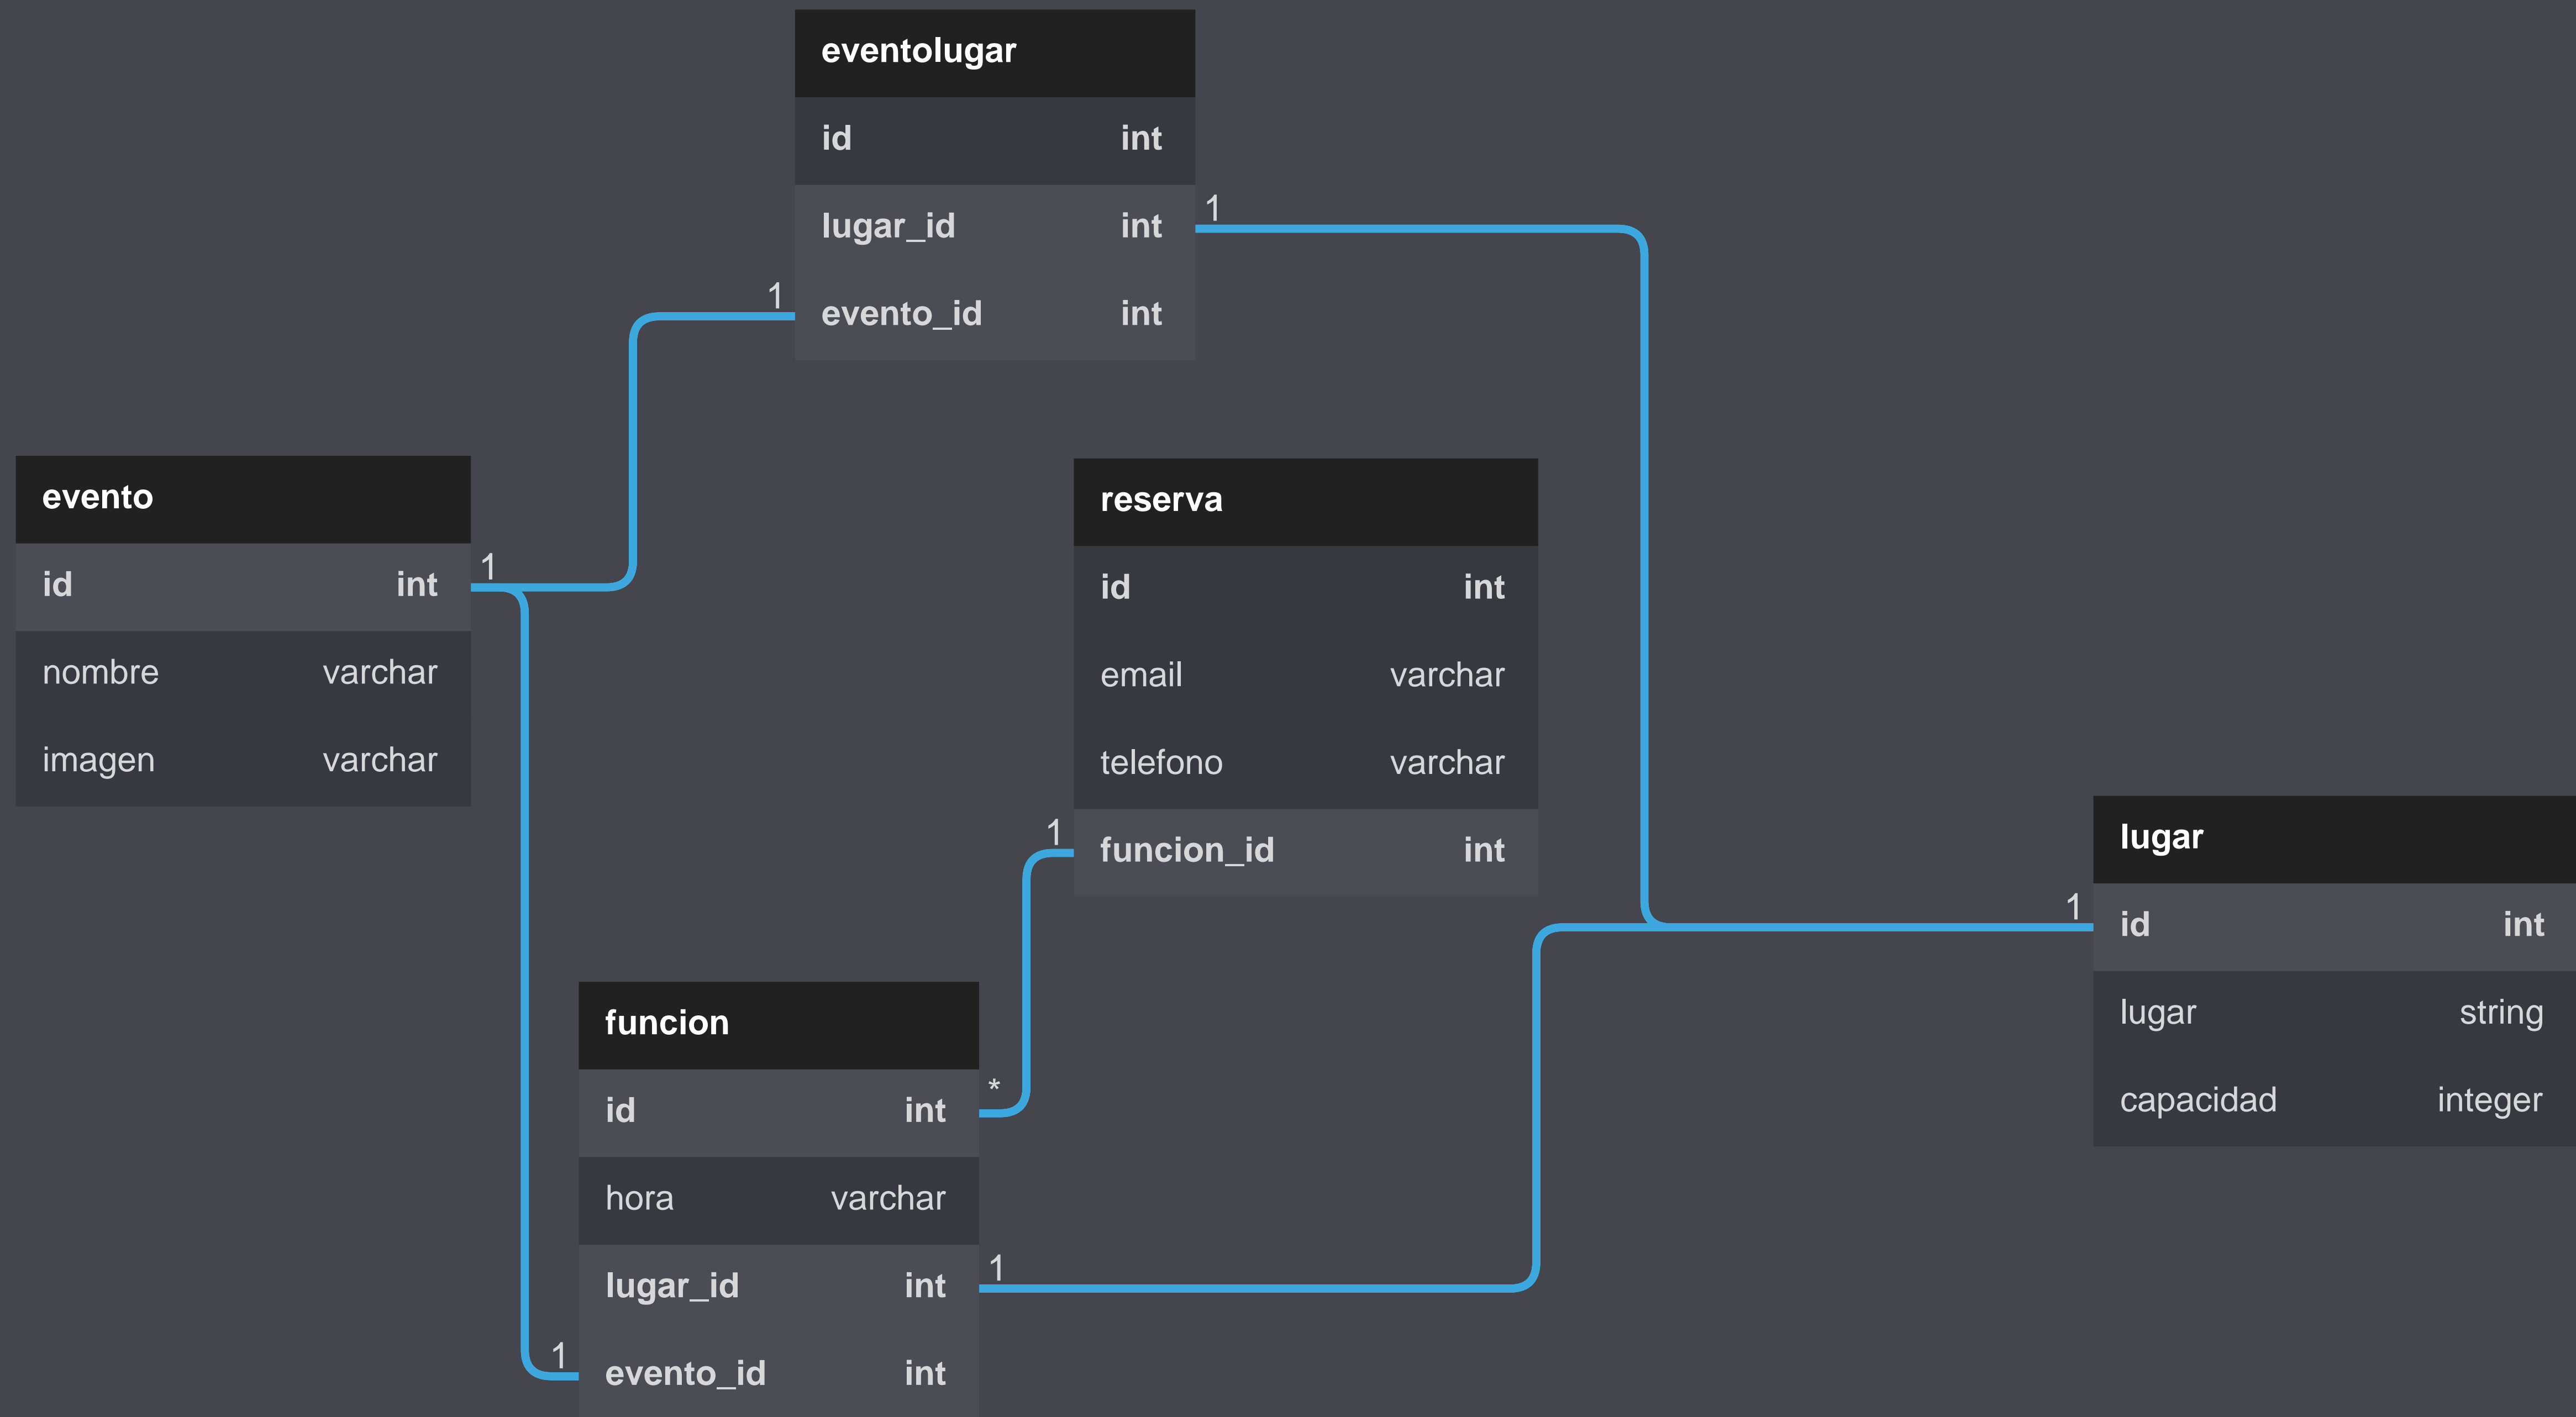 eventolugar
id int
lugar_id int
evento_id int
1
1
evento
id int
nombre varchar
imagen varchar
1
reserva
id int
email varchar
telefono varchar
funcion_id int
1
lugar
id int
lugar string
capacidad integer
1
funcion
id int
hora varchar
lugar_id int
evento_id int
*
1
1